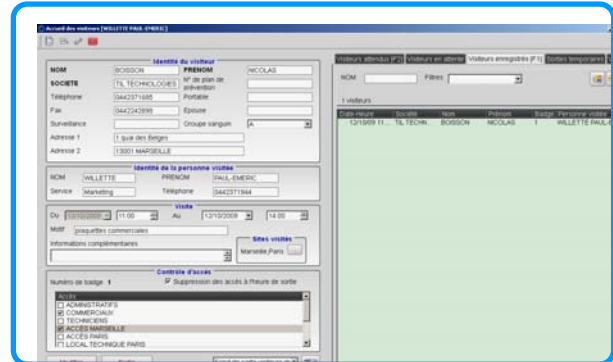 Accueil des visiteurs [WILLETTE PAUL-EMERIC]
Identité du visiteur
NOM BOISSON PRENOM NICOLAS
SOCIETE TIL TECHNOLOGIES N° de plan de prévention
Téléphone 0442371685 Portable
Fax 0442242898 Epouse
Surveillance Groupe sanguin A
Adresse 1 1 quai des Belges
Adresse 2 13001 MARSEILLE
Identité de la personne visitée
NOM WILLETTE PRENOM PAUL-EMERIC
Service Marketing Téléphone 0442371944
Visite
Du 12/10/2009 11:00 Au 12/10/2009 14:00
Motif plaquettes commerciales
Informations complémentaires
Sites visités
Marseille,Paris
Contrôle d'accès
Numéro de badge 1 Suppression des accès à l'heure de sortie
Accès
ADMINISTRATIFS
COMMERCIAUX
TECHNICIENS
ACCÈS MARSEILLE
ACCÈS PARIS
LOCAL TECHNIQUE PARIS
Visiteurs attendus [F2] Visiteurs en attente Visiteurs enregistrés [F1] Sorties temporaires
NOM Filtres
1 visiteurs
Date-Heure Société Nom Prénom Badge Personne visitée
12/10/09 11... TIL TECHN... BOISSON NICOLAS 1 WILLETTE PAUL-